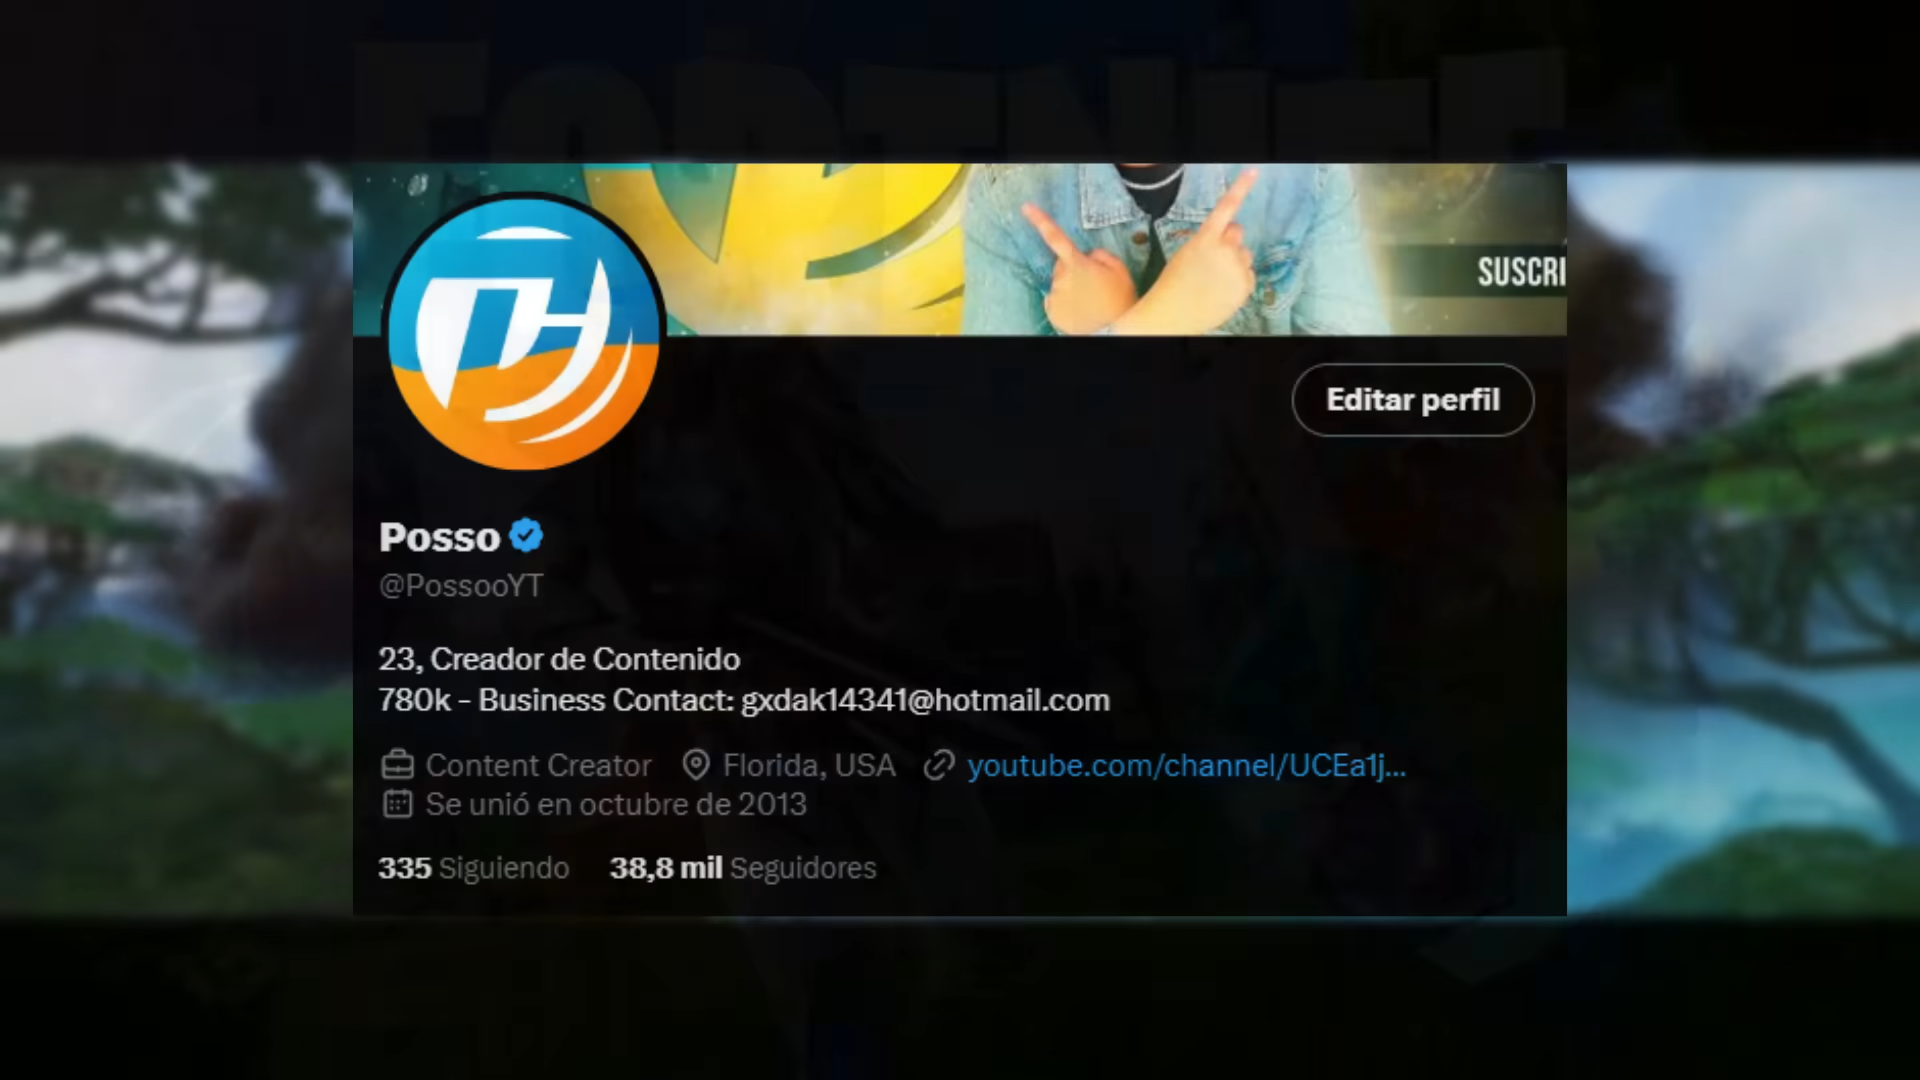 FORTNITE
SUSCRI
Editar perfil
Posso
@PossooYT
23, Creador de Contenido
780k - Business Contact: gxdak14341@hotmail.com
Content Creator Florida, USA youtube.com/channel/UCEa1j...
Se unió en octubre de 2013
335 Siguiendo 38,8 mil Seguidores